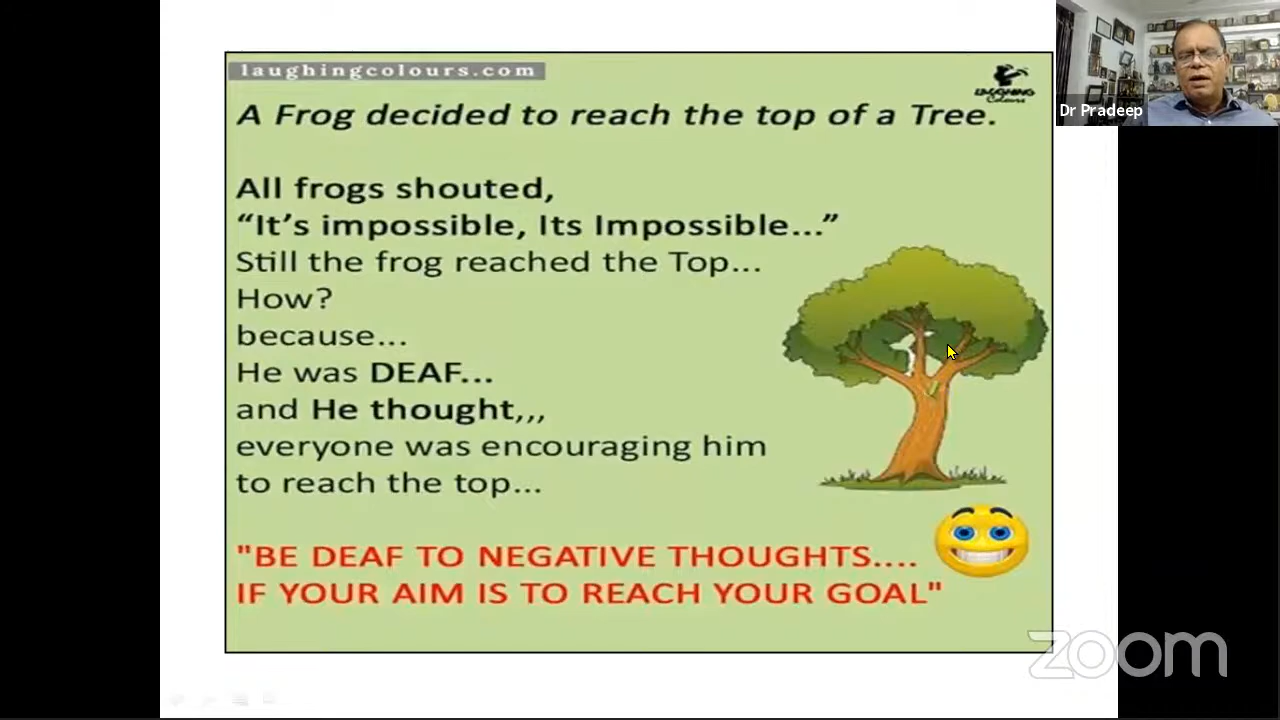 laughingcolours.com
LAUGHING
Colours
A Frog decided to reach the top of a Tree.
Dr Pradeep
All frogs shouted,
“It’s impossible, Its Impossible...”
Still the frog reached the Top...
How?
because...
He was DEAF...
and He thought,,,
everyone was encouraging him
to reach the top...
"BE DEAF TO NEGATIVE THOUGHTS....
IF YOUR AIM IS TO REACH YOUR GOAL"
zoom